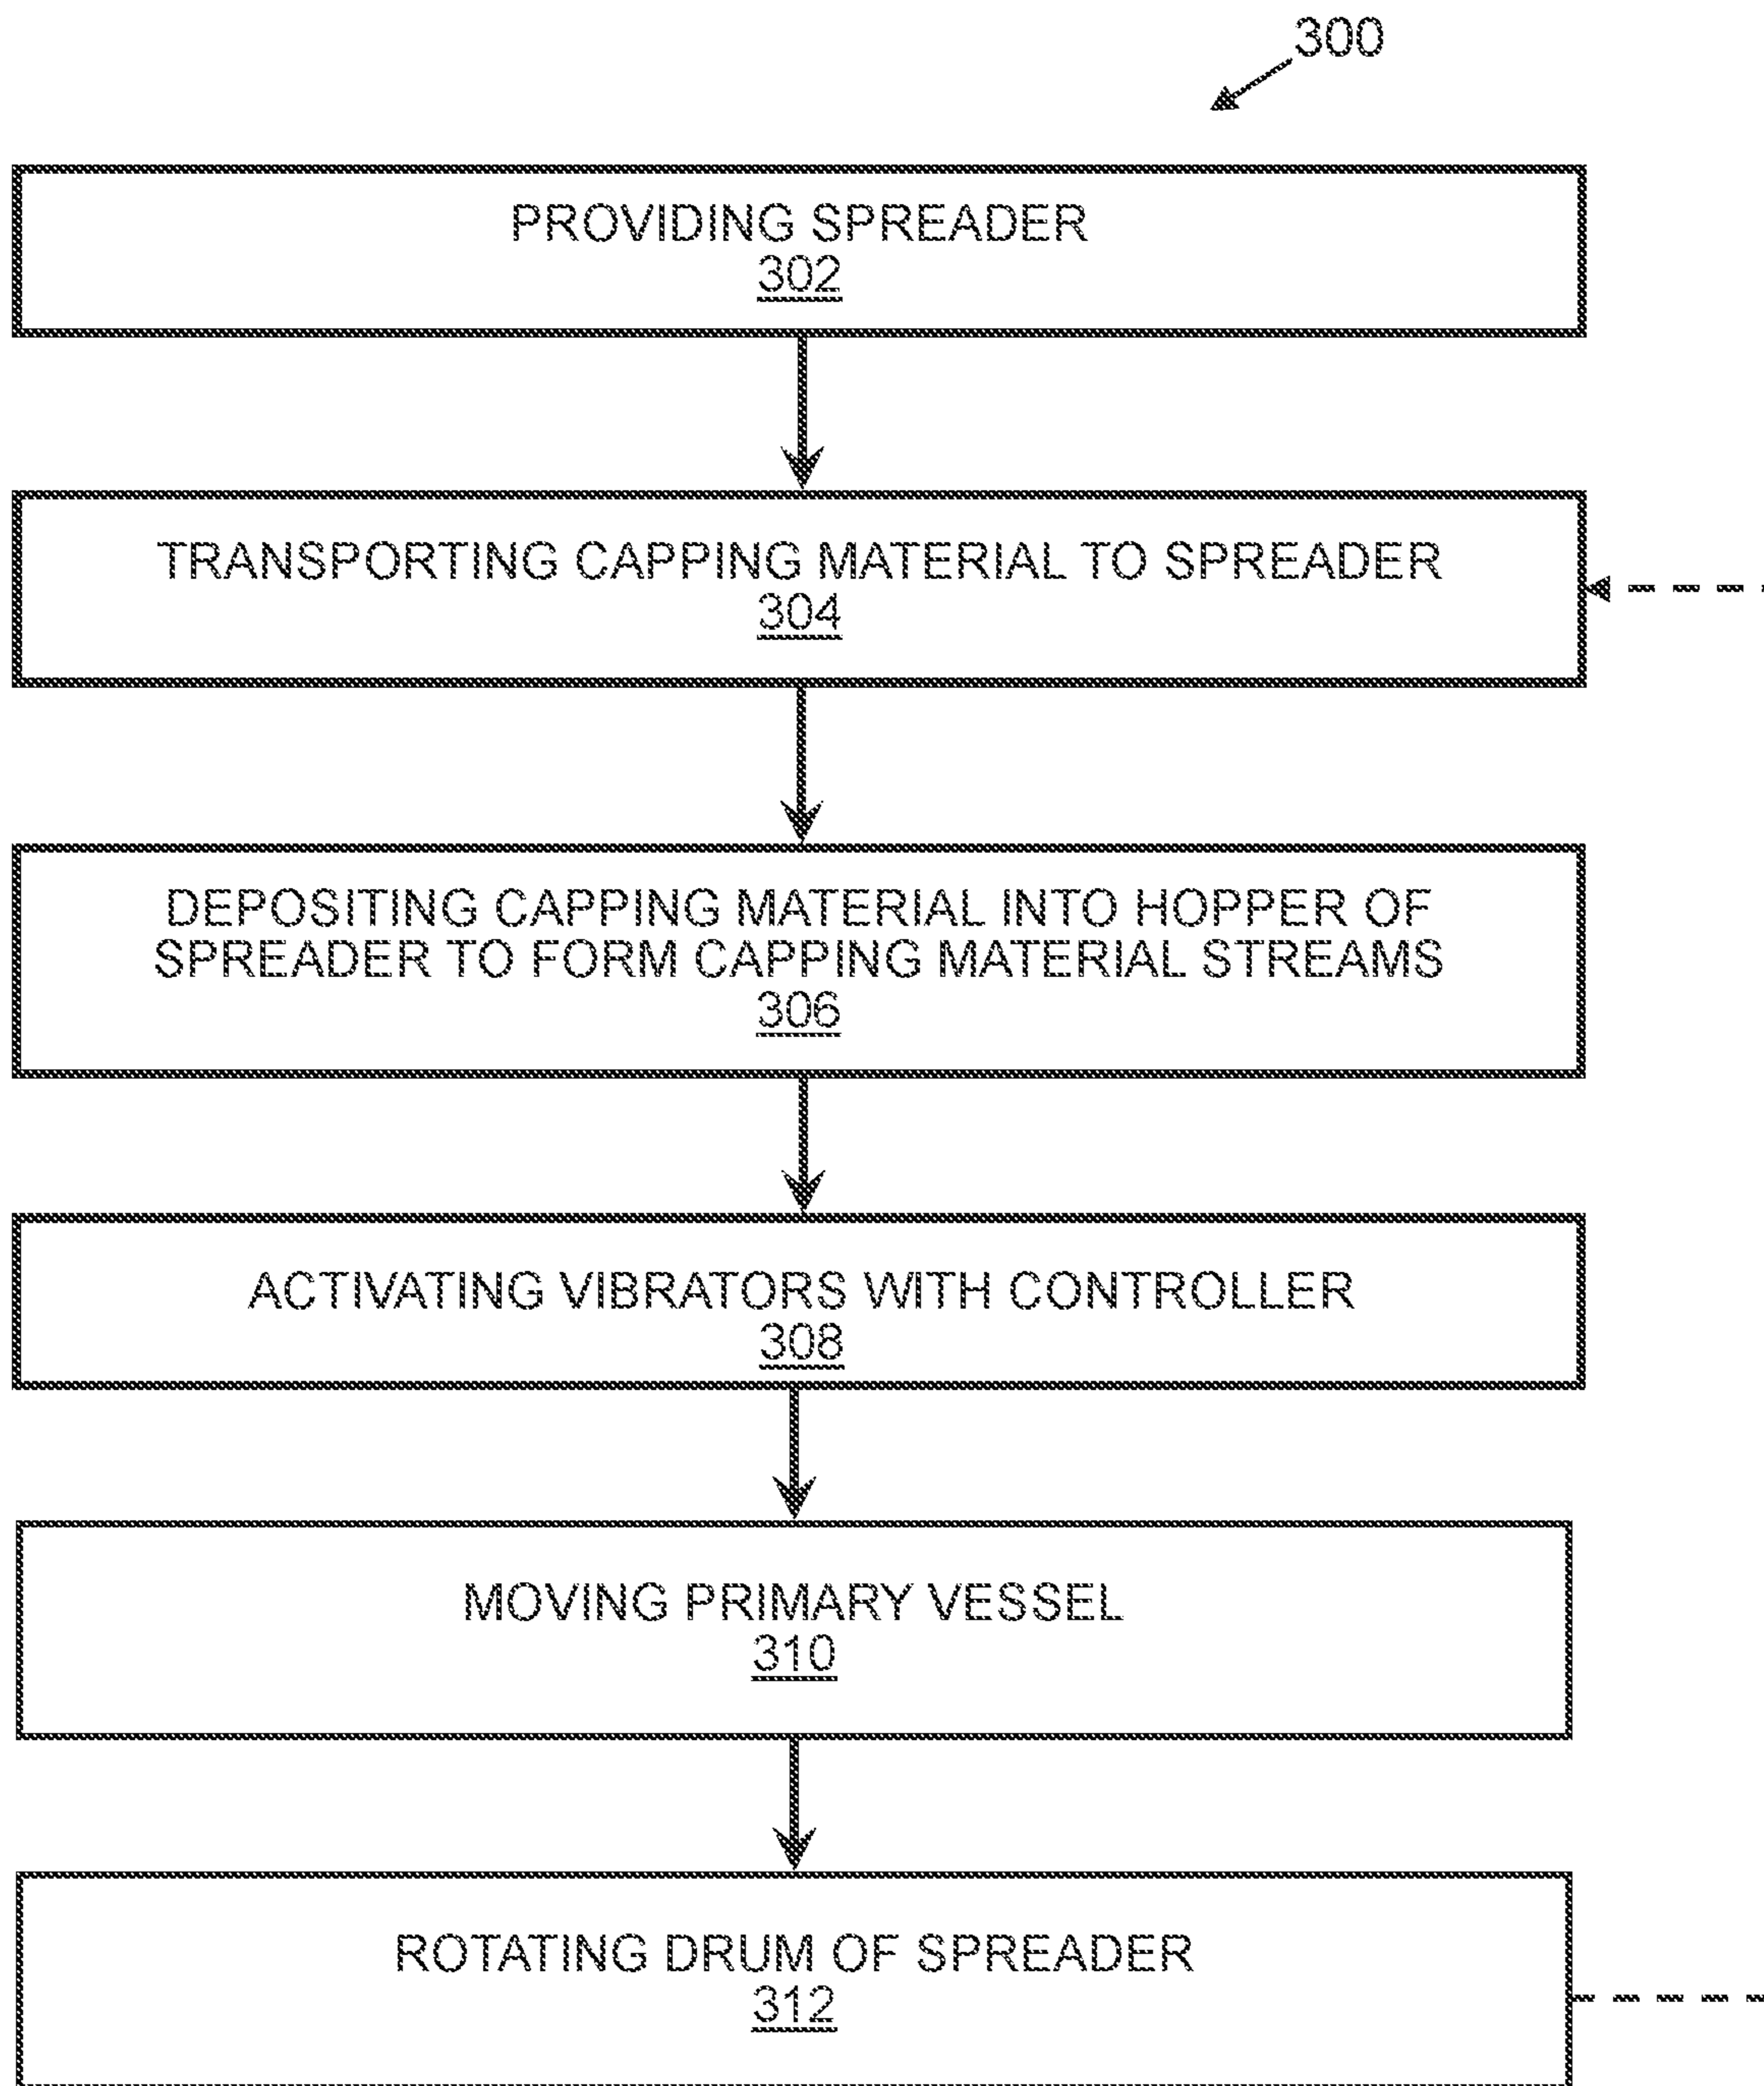 300
PROVIDING SPREADER
302
TRANSPORTING CAPPING MATERIAL TO SPREADER
304
DEPOSITING CAPPING MATERIAL INTO HOPPER OF
SPREADER TO FORM CAPPING MATERIAL STREAMS
306
ACTIVATING VIBRATORS WITH CONTROLLER
308
MOVING PRIMARY VESSEL
310
ROTATING DRUM OF SPREADER
312